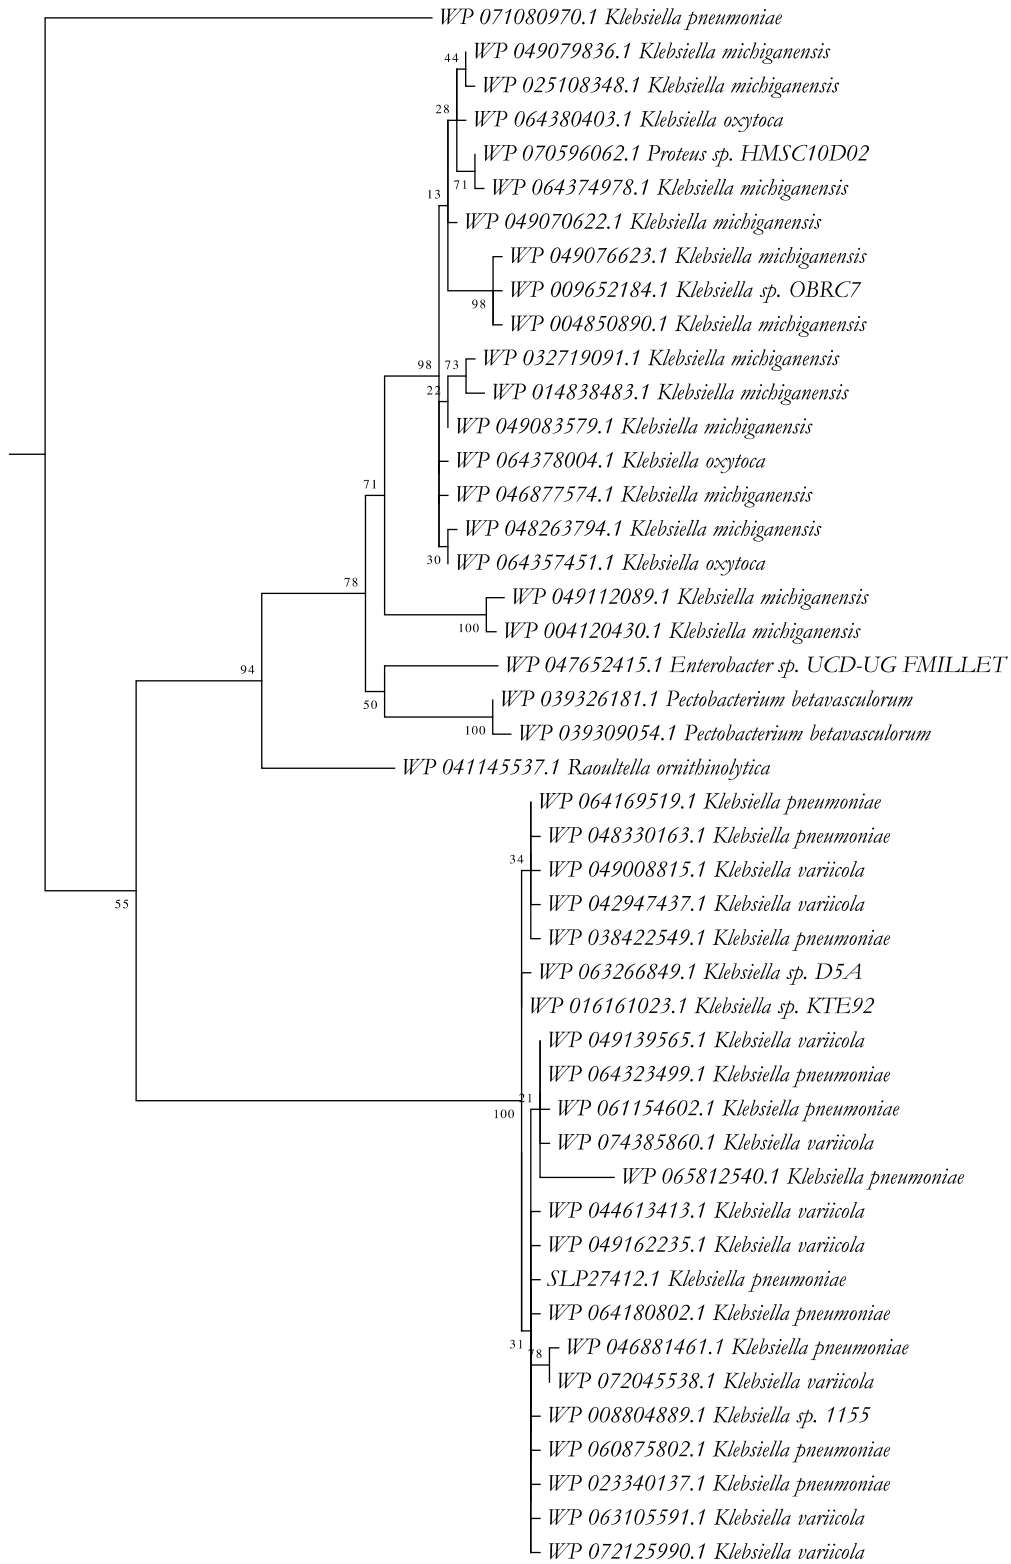 WP 071080970.1 Klebsiella pneumoniae
44
WP 049079836.1 Klebsiella michiganensis
WP 025108348.1 Klebsiella michiganensis
28
WP 064380403.1 Klebsiella oxytoca
WP 070596062.1 Proteus sp. HMSC10D02
71
WP 064374978.1 Klebsiella michiganensis
13
WP 049070622.1 Klebsiella michiganensis
WP 049076623.1 Klebsiella michiganensis
WP 009652184.1 Klebsiella sp. OBRC7
98
WP 004850890.1 Klebsiella michiganensis
98
73
WP 032719091.1 Klebsiella michiganensis
22
WP 014838483.1 Klebsiella michiganensis
WP 049083579.1 Klebsiella michiganensis
WP 064378004.1 Klebsiella oxytoca
71
WP 046877574.1 Klebsiella michiganensis
WP 048263794.1 Klebsiella michiganensis
30
WP 064357451.1 Klebsiella oxytoca
78
WP 049112089.1 Klebsiella michiganensis
100
WP 004120430.1 Klebsiella michiganensis
94
WP 047652415.1 Enterobacter sp. UCD-UG FMILLET
50
WP 039326181.1 Pectobacterium betavasculorum
100
WP 039309054.1 Pectobacterium betavasculorum
WP 041145537.1 Raoultella ornithinolytica
WP 064169519.1 Klebsiella pneumoniae
WP 048330163.1 Klebsiella pneumoniae
34
WP 049008815.1 Klebsiella variicola
55
WP 042947437.1 Klebsiella variicola
WP 038422549.1 Klebsiella pneumoniae
WP 063266849.1 Klebsiella sp. D5A
WP 016161023.1 Klebsiella sp. KTE92
WP 049139565.1 Klebsiella variicola
WP 064323499.1 Klebsiella pneumoniae
21
100
WP 061154602.1 Klebsiella pneumoniae
WP 074385860.1 Klebsiella variicola
WP 065812540.1 Klebsiella pneumoniae
WP 044613413.1 Klebsiella variicola
WP 049162235.1 Klebsiella variicola
SLP27412.1 Klebsiella pneumoniae
WP 064180802.1 Klebsiella pneumoniae
31
78
WP 046881461.1 Klebsiella pneumoniae
WP 072045538.1 Klebsiella variicola
WP 008804889.1 Klebsiella sp. 1155
WP 060875802.1 Klebsiella pneumoniae
WP 023340137.1 Klebsiella pneumoniae
WP 063105591.1 Klebsiella variicola
WP 072125990.1 Klebsiella variicola